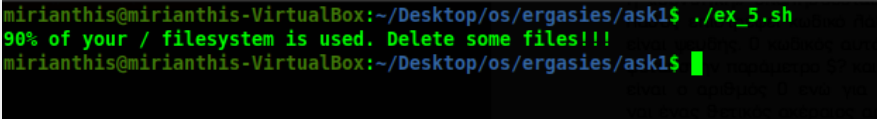 mirianthis@mirianthis-VirtualBox:~/Desktop/os/ergasies/ask1$ ./ex_5.sh
90% of your / filesystem is used. Delete some files!!!
mirianthis@mirianthis-VirtualBox:~/Desktop/os/ergasies/ask1$